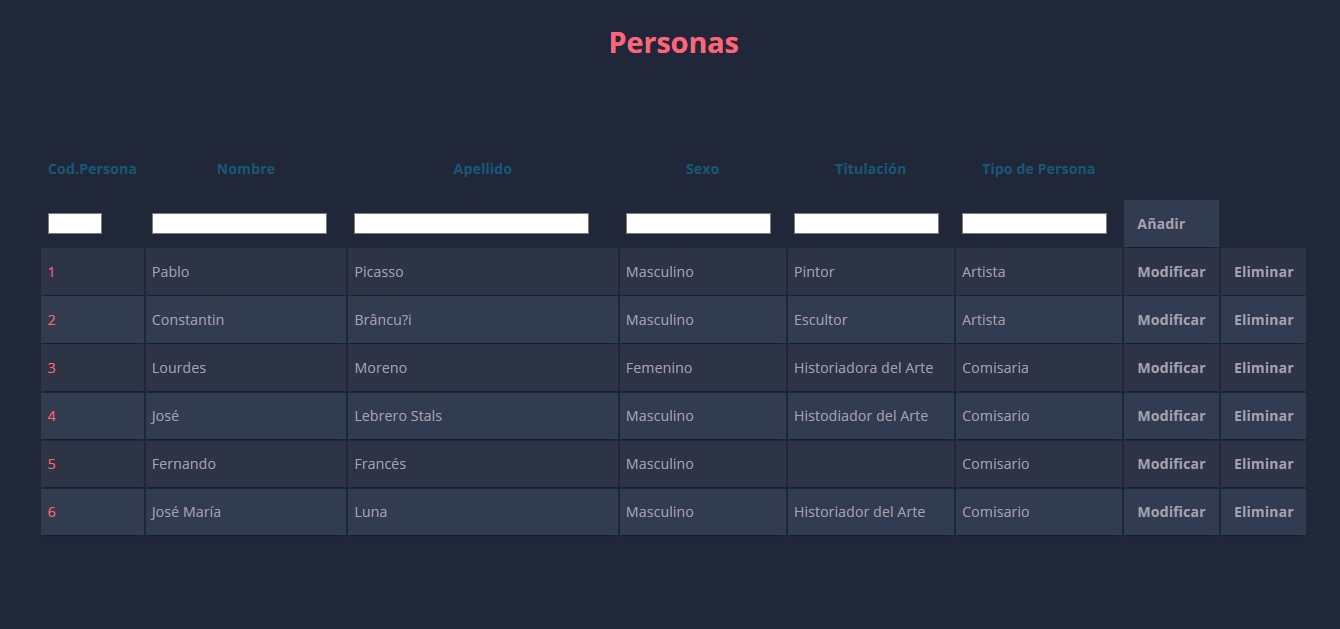 Personas
Cod.Persona Nombre Apellido Sexo Titulación Tipo de Persona
Añadir
1 Pablo Picasso Masculino Pintor Artista Modificar Eliminar
2 Constantin Brâncu?i Masculino Escultor Artista Modificar Eliminar
3 Lourdes Moreno Femenino Historiadora del Arte Comisaria Modificar Eliminar
4 José Lebrero Stals Masculino Histodiador del Arte Comisario Modificar Eliminar
5 Fernando Francés Masculino Comisario Modificar Eliminar
6 José María Luna Masculino Historiador del Arte Comisario Modificar Eliminar